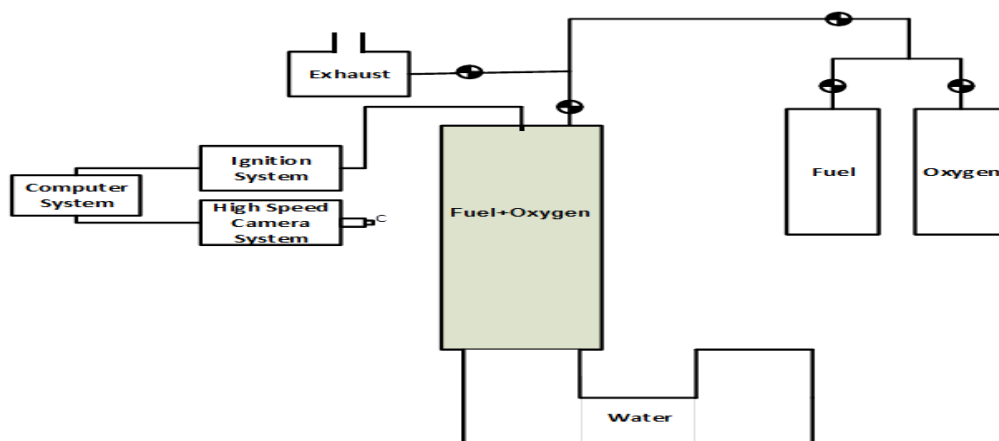 Exhaust
Ignition
System
Computer
System
High Speed
Camera
System
C
Fuel+Oxygen
Fuel
Oxygen
Water